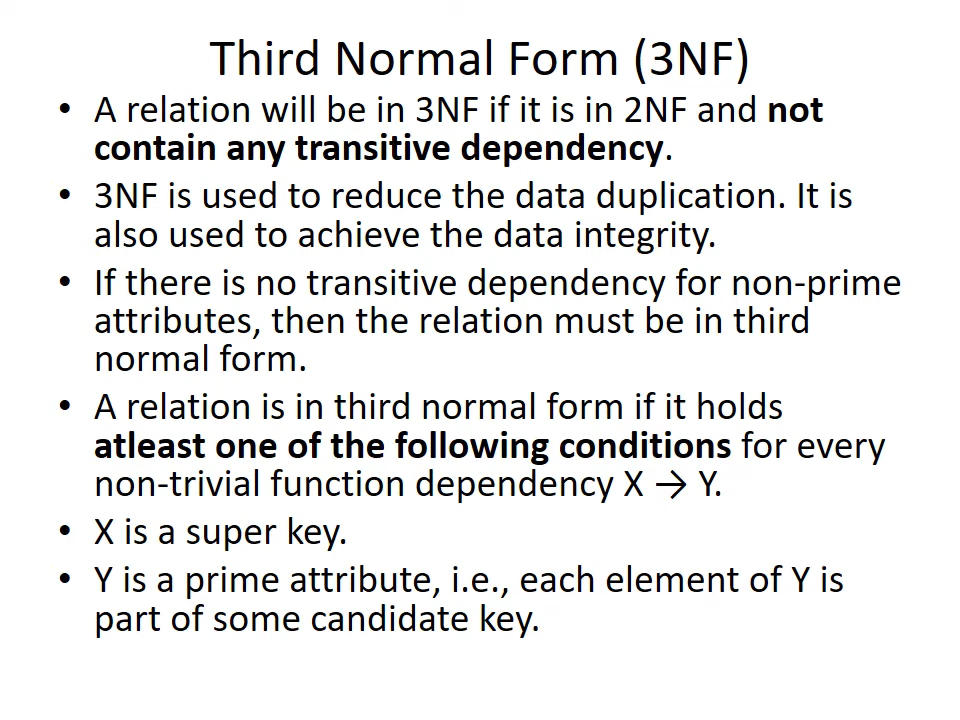 Third Normal Form (3NF)
• A relation will be in 3NF if it is in 2NF and not
contain any transitive dependency.
• 3NF is used to reduce the data duplication. It is
also used to achieve the data integrity.
• If there is no transitive dependency for non-prime
attributes, then the relation must be in third
normal form.
• A relation is in third normal form if it holds
atleast one of the following conditions for every
non-trivial function dependency X → Y.
• X is a super key.
• Y is a prime attribute, i.e., each element of Y is
part of some candidate key.